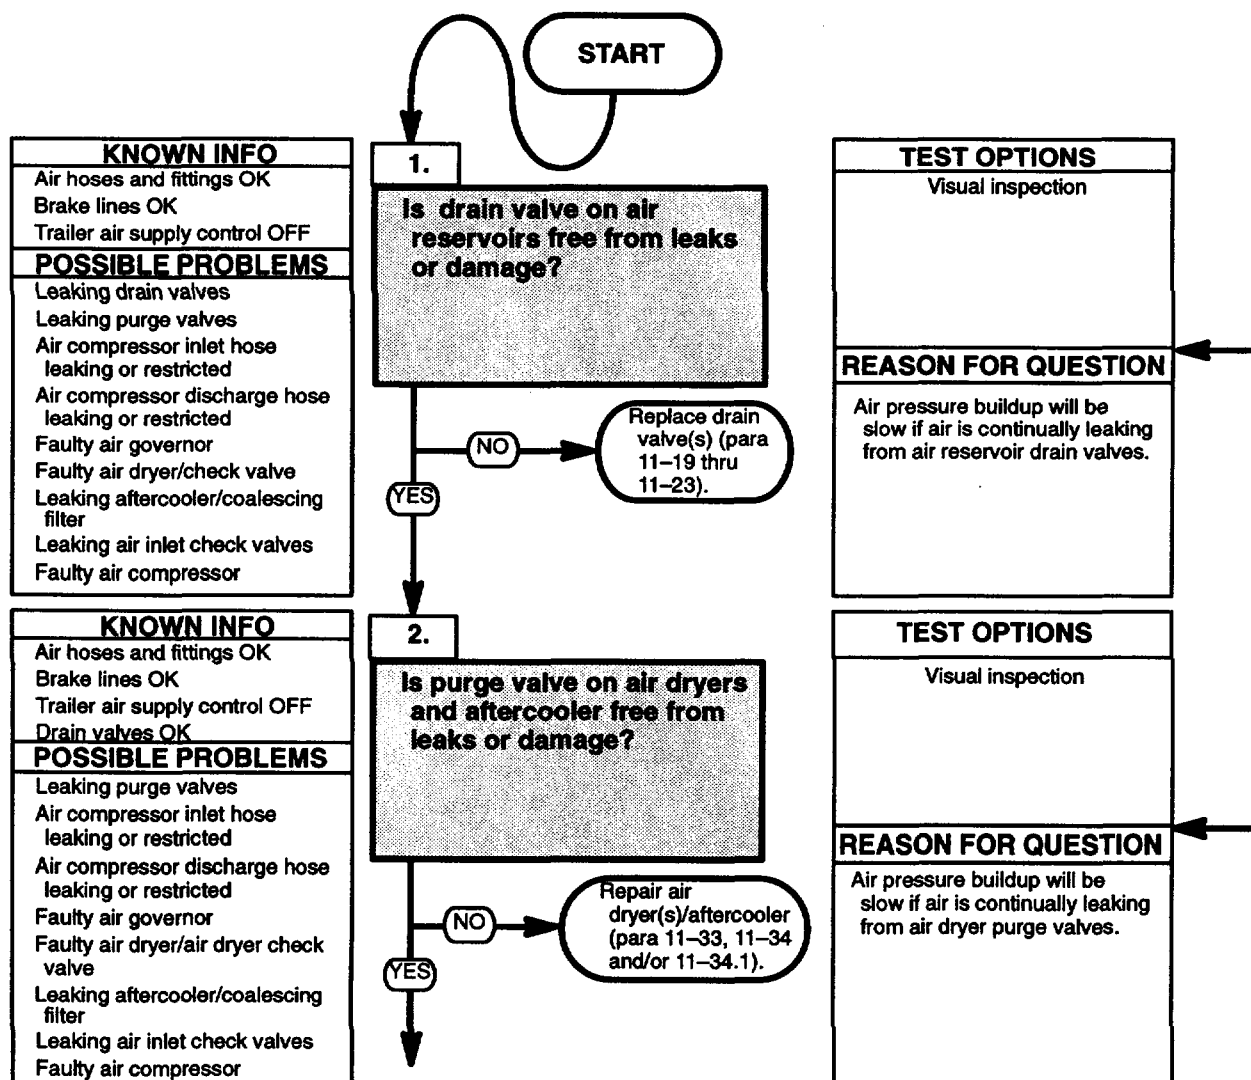 START
KNOWN INFO
Air hoses and fittings OK
Brake lines OK
Trailer air supply control OFF
POSSIBLE PROBLEMS
Leaking drain valves
Leaking purge valves
Air compressor inlet hose
leaking or restricted
Air compressor discharge hose
leaking or restricted
Faulty air governor
Faulty air dryer/check valve
Leaking aftercooler/coalescing
filter
Leaking air inlet check valves
Faulty air compressor
1.
Is drain valve on air
reservoirs free from leaks
or damage?
NO
Replace drain
valve(s) (para
11–19 thru
11–23).
YES
TEST OPTIONS
Visual inspection
REASON FOR QUESTION
Air pressure buildup will be
slow if air is continually leaking
from air reservoir drain valves.
KNOWN INFO
Air hoses and fittings OK
Brake lines OK
Trailer air supply control OFF
Drain valves OK
POSSIBLE PROBLEMS
Leaking purge valves
Air compressor inlet hose
leaking or restricted
Air compressor discharge hose
leaking or restricted
Faulty air governor
Faulty air dryer/air dryer check
valve
Leaking aftercooler/coalescing
filter
Leaking air inlet check valves
Faulty air compressor
2.
Is purge valve on air dryers
and aftercooler free from
leaks or damage?
NO
Repair air
dryer(s)/aftercooler
(para 11–33, 11–34
and/or 11–34.1).
YES
TEST OPTIONS
Visual inspection
REASON FOR QUESTION
Air pressure buildup will be
slow if air is continually leaking
from air dryer purge valves.